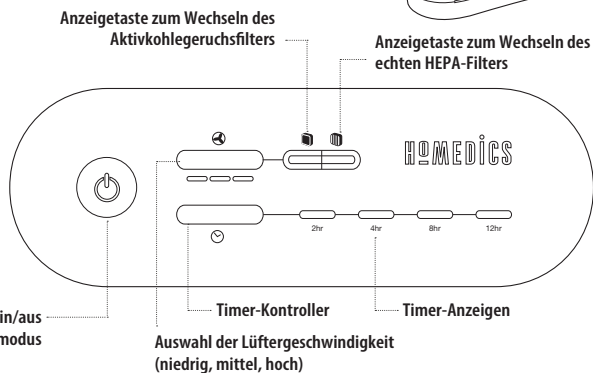 Anzeigetaste zum Wechseln des
Aktivkohlegeruchsfilters
Anzeigetaste zum Wechseln des
echten HEPA-Filters
HOMEDICS
2hr
4hr
8hr
12hr
in/aus
modus
Timer-Kontroller
Timer-Anzeigen
Auswahl der Lüftergeschwindigkeit
(niedrig, mittel, hoch)